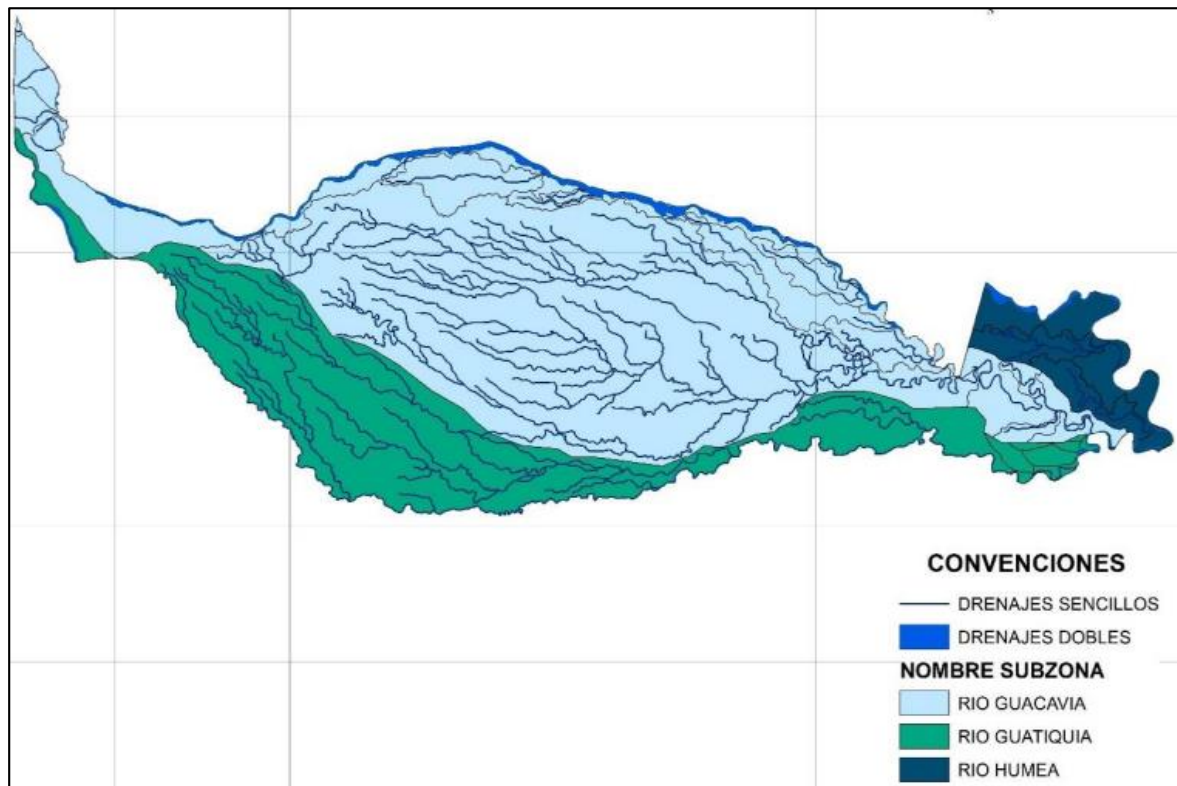 CONVENCIONES
DRENAJES SENCILLOS
DRENAJES DOBLES
NOMBRE SUBZONA
RIO GUACAVIA
RIO GUATIQUIA
RIO HUMEA